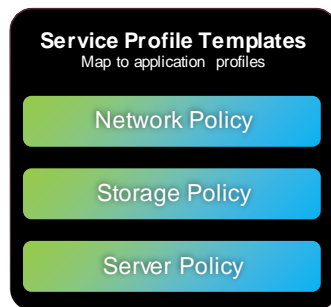 Service Profile Templates
Map to application profiles
Network Policy
Storage Policy
Server Policy